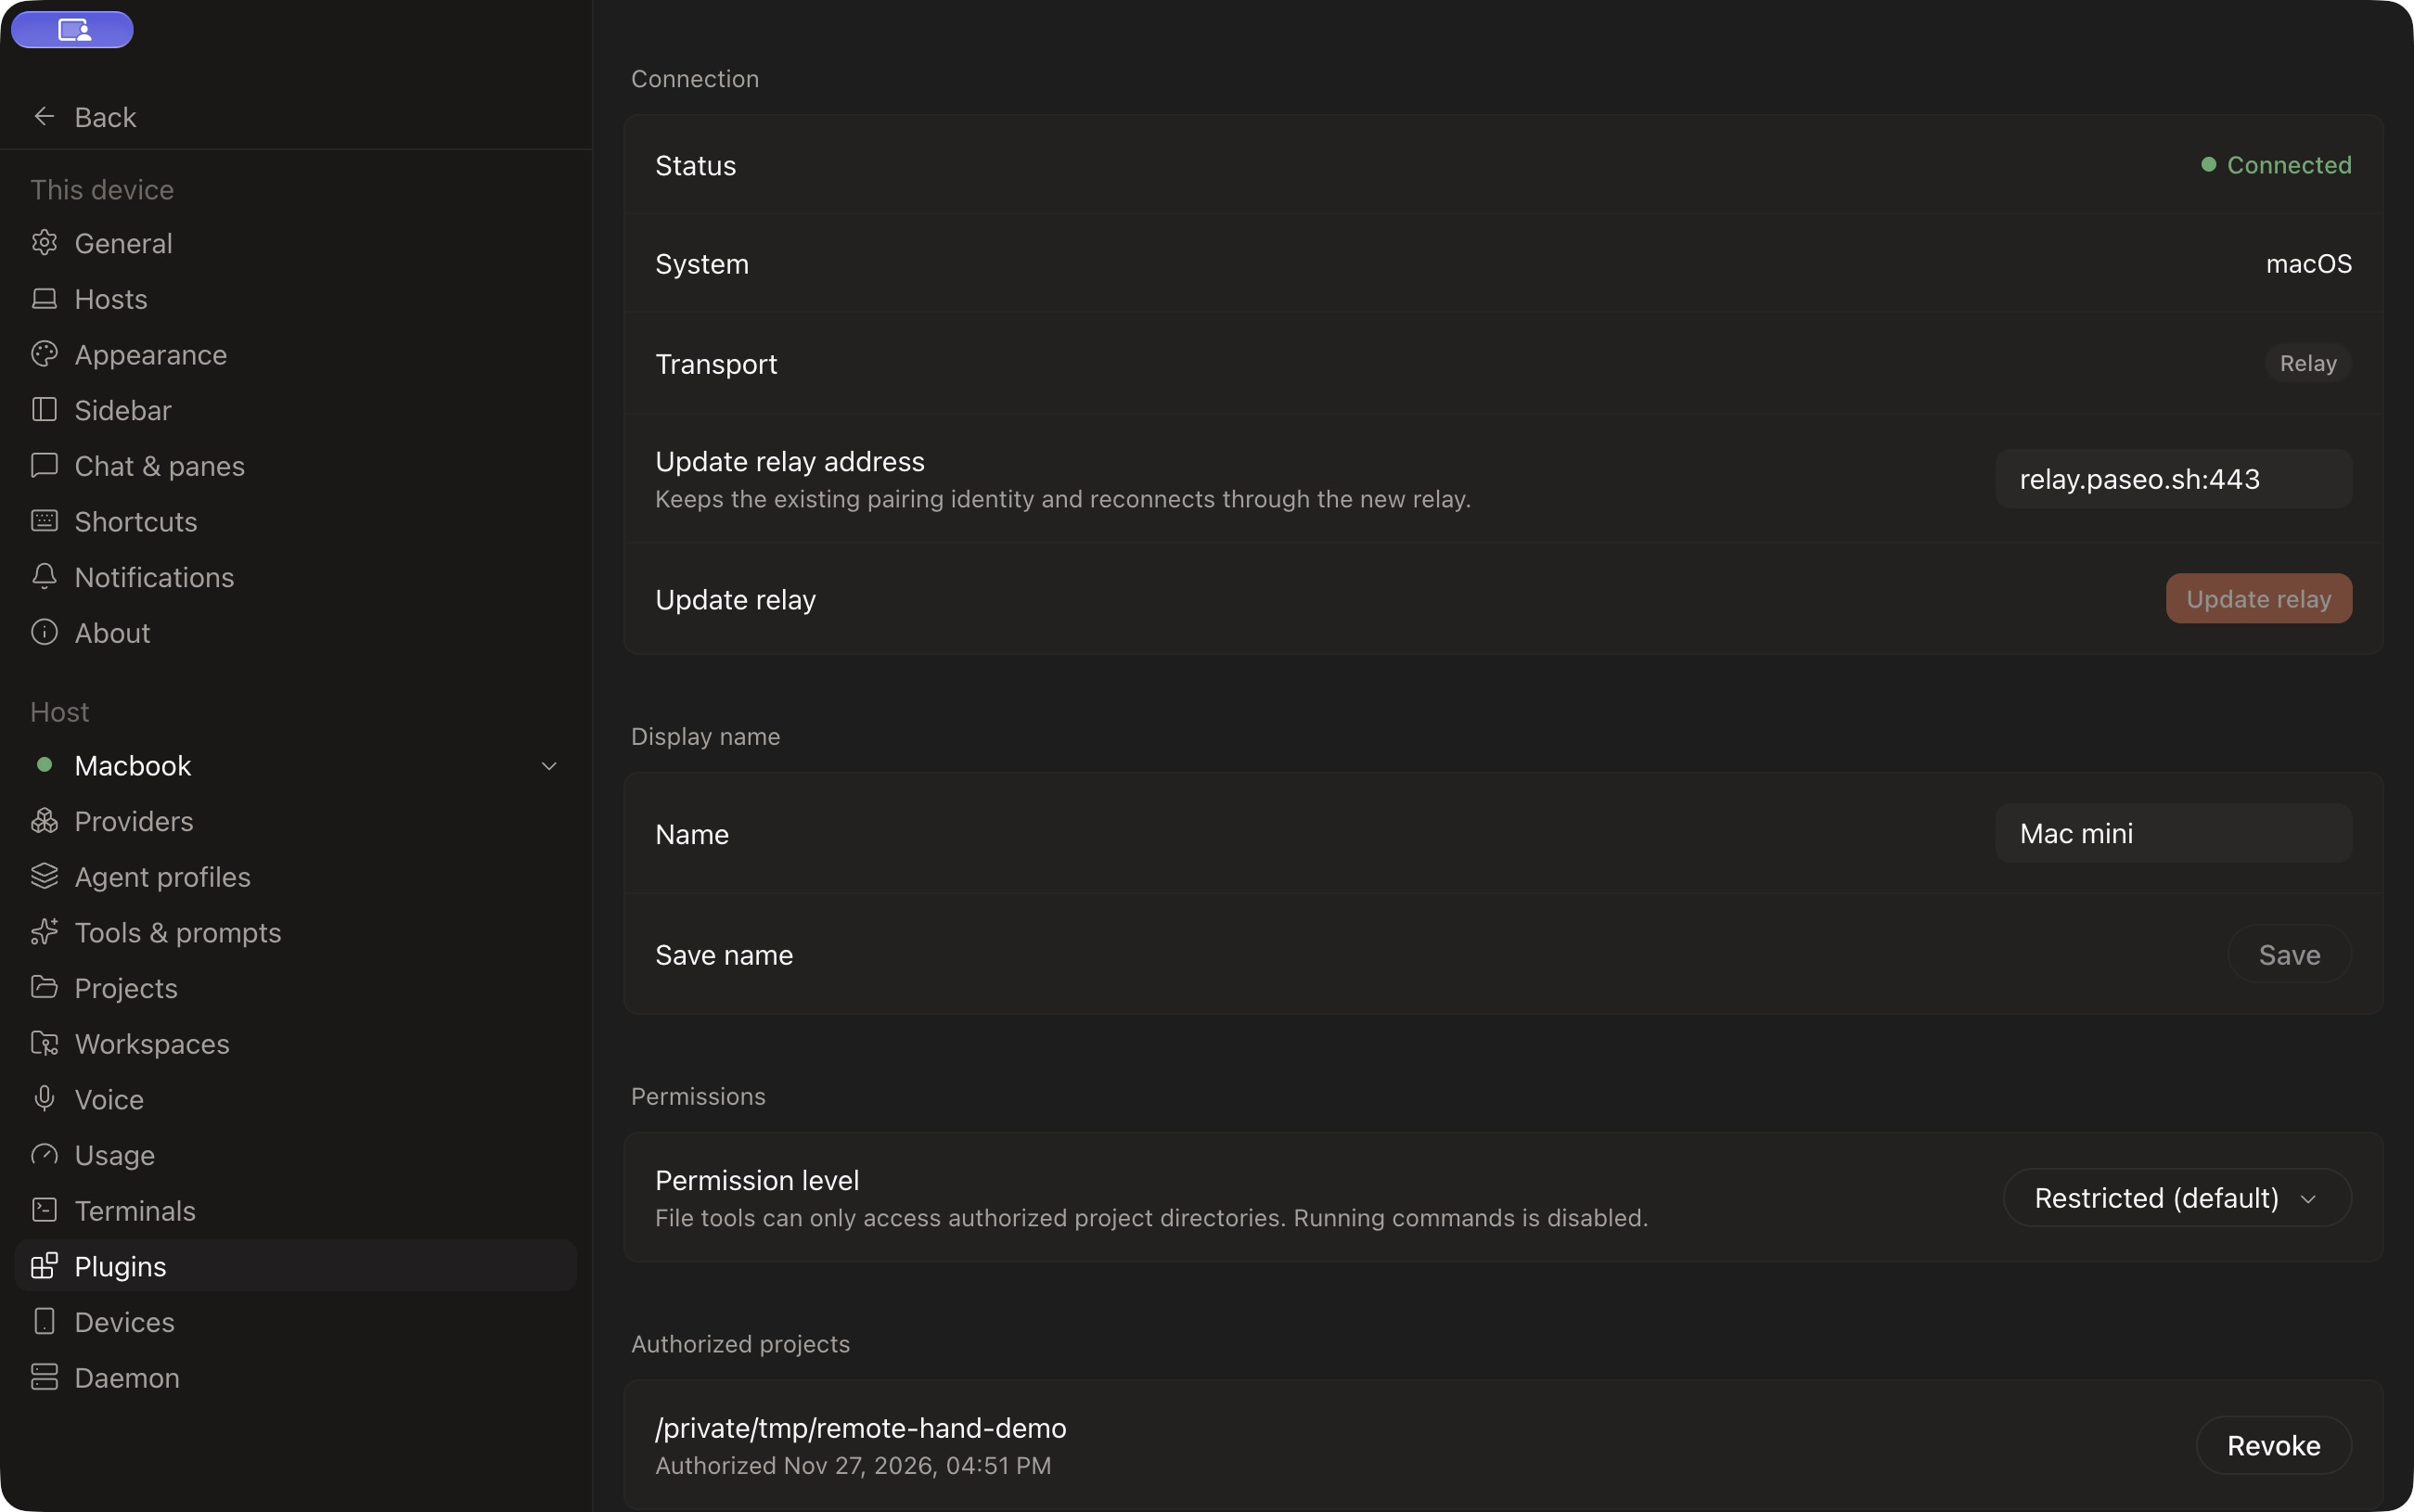 Back
This device
General
Hosts
Appearance
Sidebar
Chat & panes
Shortcuts
Notifications
About
Host
Macbook
Providers
Agent profiles
Tools & prompts
Projects
Workspaces
Voice
Usage
Terminals
Plugins
Devices
Daemon
Connection
Status
Connected
System
macOS
Transport
Relay
Update relay address
Keeps the existing pairing identity and reconnects through the new relay.
relay.paseo.sh:443
Update relay
Update relay
Display name
Name
Mac mini
Save name
Save
Permissions
Permission level
File tools can only access authorized project directories. Running commands is disabled.
Restricted (default)
Authorized projects
/private/tmp/remote-hand-demo
Authorized Nov 27, 2026, 04:51 PM
Revoke